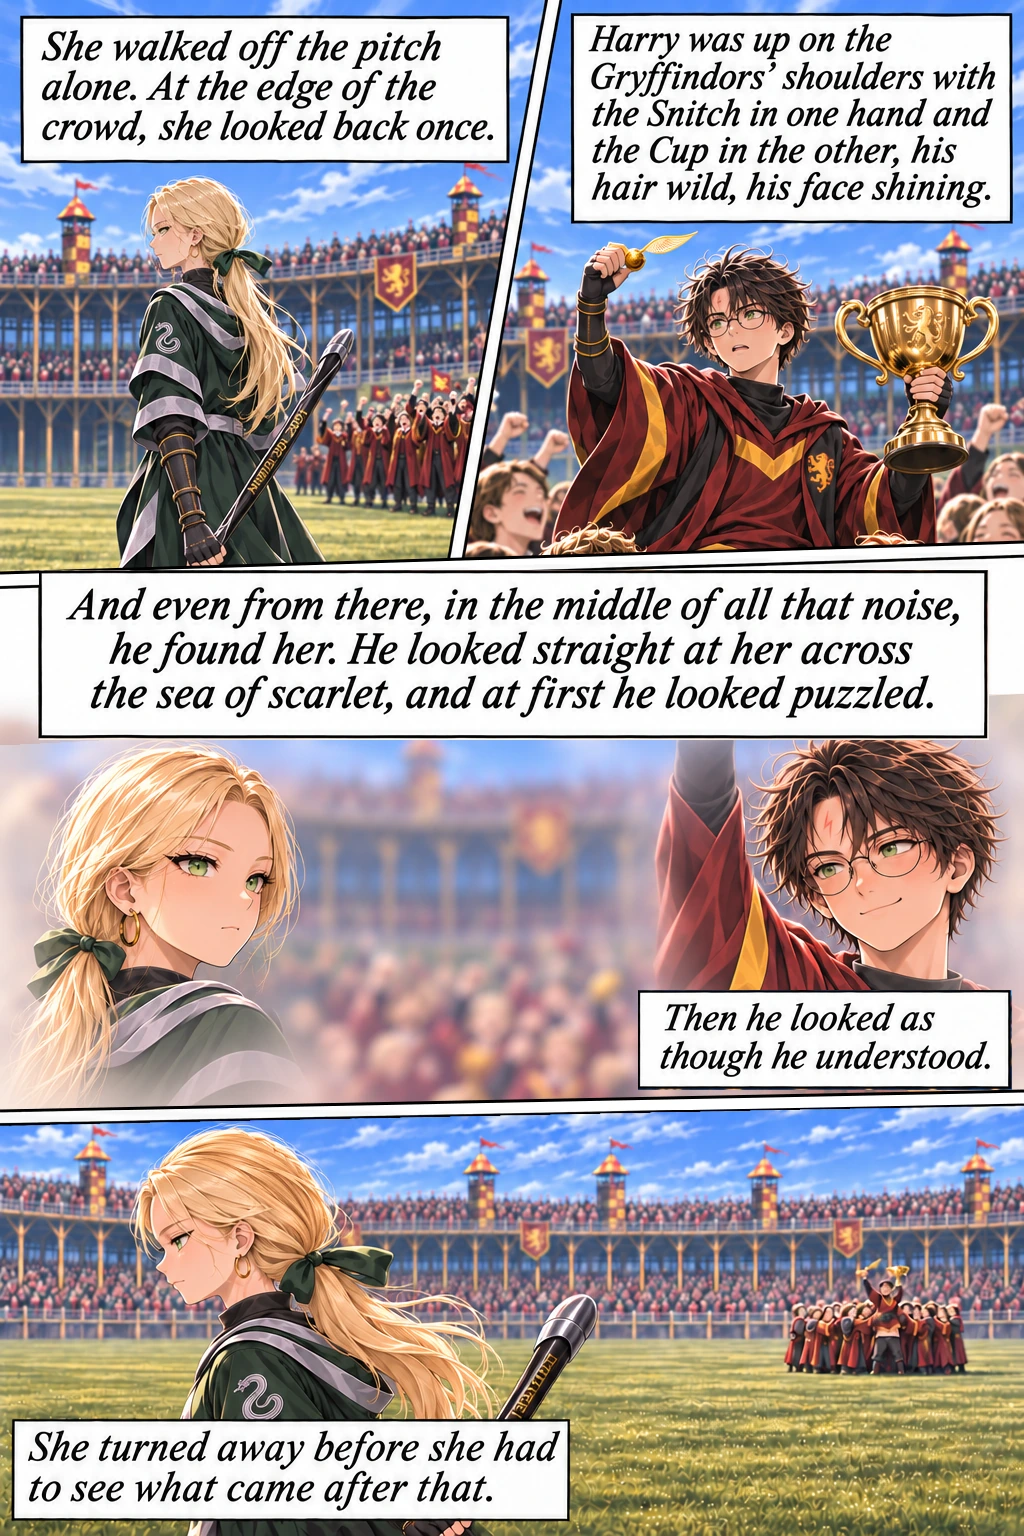 She walked off the pitch
alone. At the edge of the
crowd, she looked back once.
Harry was up on the
Gryffindors’ shoulders with
the Snitch in one hand and
the Cup in the other, his
hair wild, his face shining.
And even from there, in the middle of all that noise,
he found her. He looked straight at her across
the sea of scarlet, and at first he looked puzzled.
Then he looked as
though he understood.
She turned away before she had
to see what came after that.